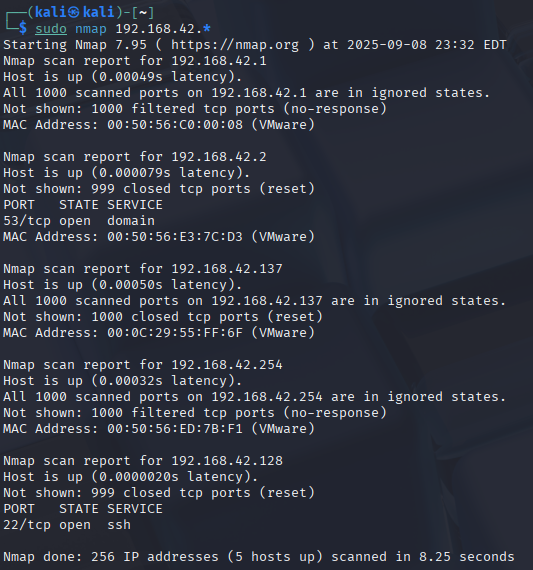 ┌──(kali㉿kali)-[~]
└─$ sudo nmap 192.168.42.*
Starting Nmap 7.95 ( https://nmap.org ) at 2025-09-08 23:32 EDT
Nmap scan report for 192.168.42.1
Host is up (0.00049s latency).
All 1000 scanned ports on 192.168.42.1 are in ignored states.
Not shown: 1000 filtered tcp ports (no-response)
MAC Address: 00:50:56:C0:00:08 (VMware)

Nmap scan report for 192.168.42.2
Host is up (0.000079s latency).
Not shown: 999 closed tcp ports (reset)
PORT   STATE SERVICE
53/tcp open  domain
MAC Address: 00:50:56:E3:7C:D3 (VMware)

Nmap scan report for 192.168.42.137
Host is up (0.00050s latency).
All 1000 scanned ports on 192.168.42.137 are in ignored states.
Not shown: 1000 closed tcp ports (reset)
MAC Address: 00:0C:29:55:FF:6F (VMware)

Nmap scan report for 192.168.42.254
Host is up (0.00032s latency).
All 1000 scanned ports on 192.168.42.254 are in ignored states.
Not shown: 1000 filtered tcp ports (no-response)
MAC Address: 00:50:56:ED:7B:F1 (VMware)

Nmap scan report for 192.168.42.128
Host is up (0.0000020s latency).
Not shown: 999 closed tcp ports (reset)
PORT   STATE SERVICE
22/tcp open  ssh

Nmap done: 256 IP addresses (5 hosts up) scanned in 8.25 seconds